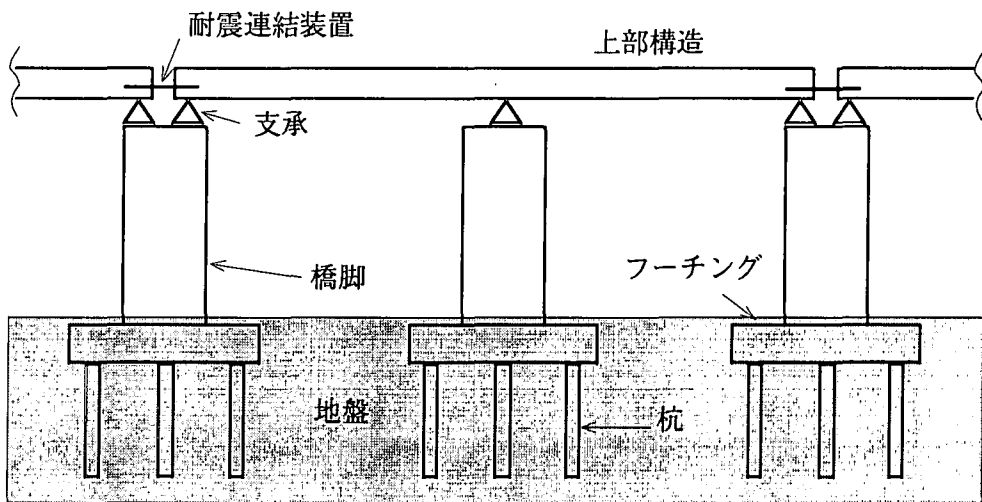 耐震連結装置
上部構造
支承
橋脚
フーチング
地盤
杭